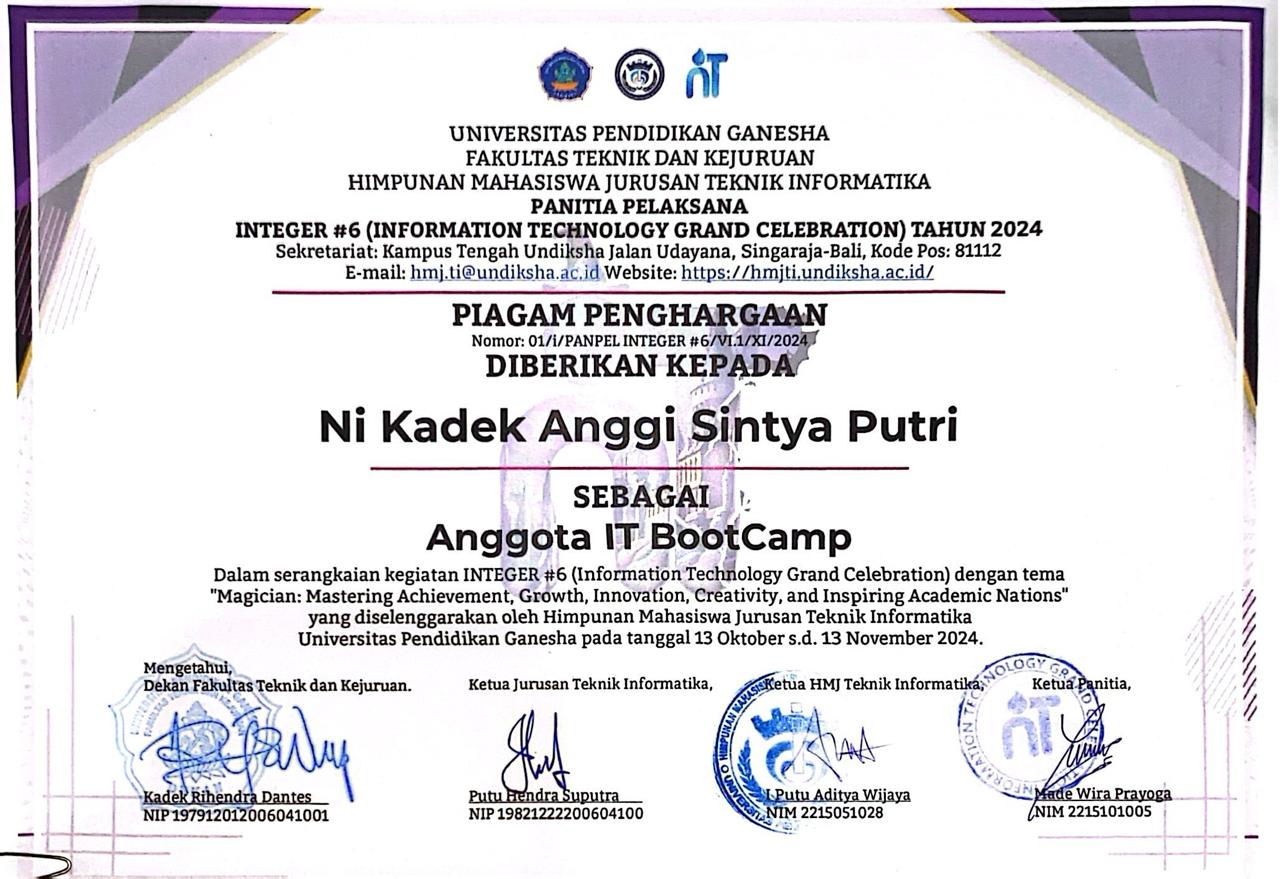 UNIVERSITAS PENDIDIKAN GANESHA
FAKULTAS TEKNIK DAN KEJURUAN
HIMPUNAN MAHASISWA JURUSAN TEKNIK INFORMATIKA
PANITIA PELAKSANA
INTEGER #6 (INFORMATION TECHNOLOGY GRAND CELEBRATION) TAHUN 2024
Sekretariat: Kampus Tengah Undiksha Jalan Udayana, Singaraja-Bali, Kode Pos: 81112
E-mail: hmj.ti@undiksha.ac.id Website: https://hmjti.undiksha.ac.id/
PIAGAM PENGHARGAAN
Nomor: 01/i/PANPEL INTEGER #6/VI.1/XI/2024
DIBERIKAN KEPADA
Ni Kadek Anggi Sintya Putri
SEBAGAI
Anggota IT BootCamp
Dalam serangkaian kegiatan INTEGER #6 (Information Technology Grand Celebration) dengan tema
"Magician: Mastering Achievement, Growth, Innovation, Creativity, and Inspiring Academic Nations"
yang diselenggarakan oleh Himpunan Mahasiswa Jurusan Teknik Informatika
Universitas Pendidikan Ganesha pada tanggal 13 Oktober s.d. 13 November 2024.
Mengetahui,
Dekan Fakultas Teknik dan Kejuruan.
Kadek Rihendra Dantes
NIP 197912012006041001
Ketua Jurusan Teknik Informatika,
Putu Hendra Suputra
NIP 19821222200604100
Ketua HMJ Teknik Informatika,
I Putu Aditya Wijaya
NIM 2215051028
Ketua Panitia,
Made Wira Prayoga
NIM 2215101005